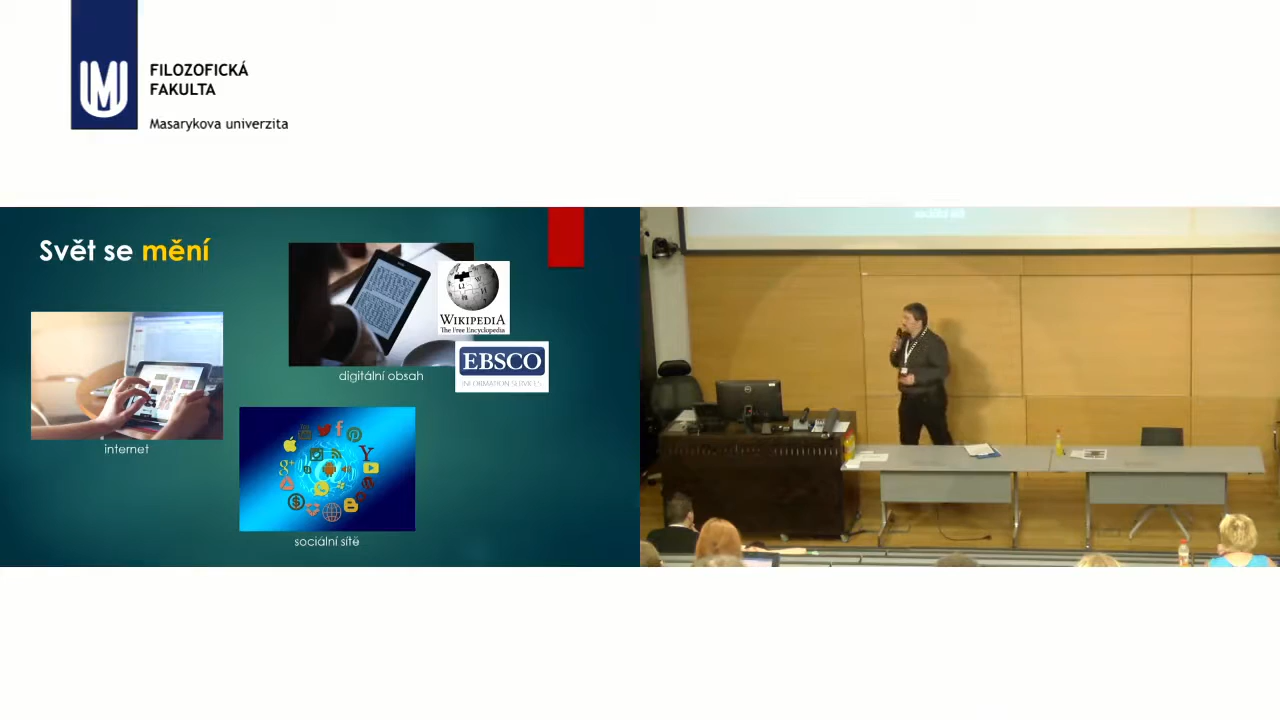 FILOZOFICKÁ
FAKULTA
Masarykova univerzita
Svět se mění
WIKIPEDIA
The Free Encyclopedia
EBSCO
INFORMATION SERVICES
digitální obsah
internet
sociální sítě